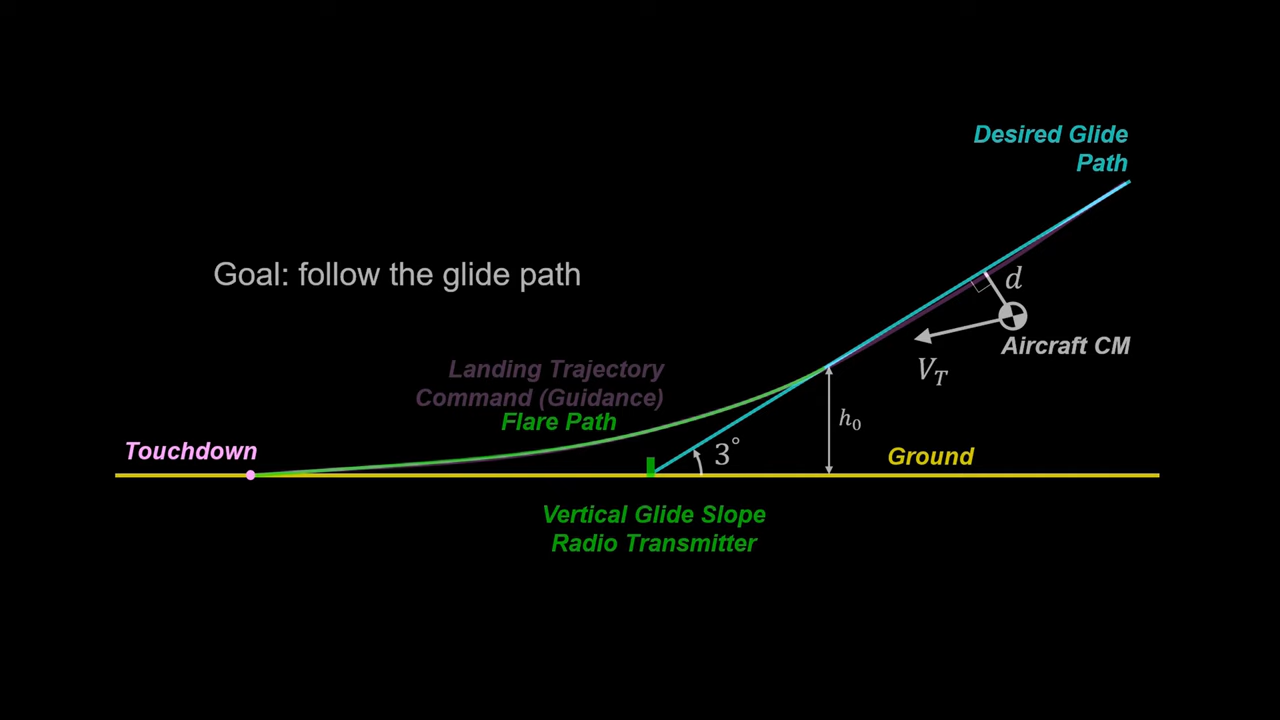 Desired Glide
Path
Goal: follow the glide path
d
Aircraft CM
V_T
Landing Trajectory
Command (Guidance)
Flare Path
h_0
Touchdown
3°
Ground
Vertical Glide Slope
Radio Transmitter